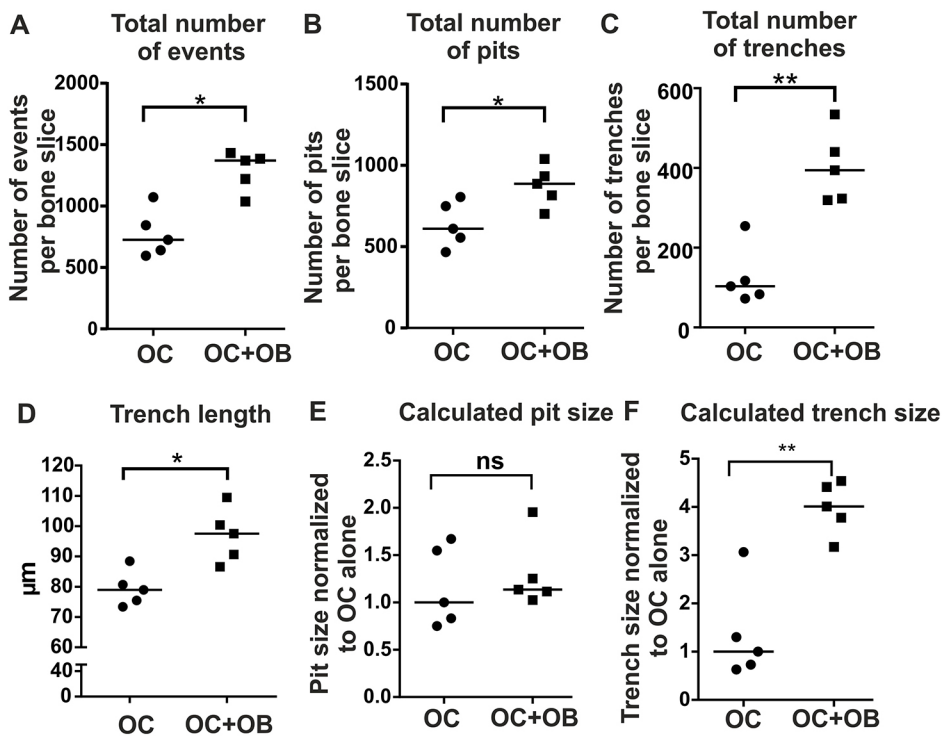 A
Total number
of events
Number of events
per bone slice
2000
1500
1000
500
0
*
OC
OC+OB
B
Total number
of pits
Number of pits
per bone slice
1500
1000
500
0
*
OC
OC+OB
C
Total number
of trenches
Number of trenches
per bone slice
600
400
200
0
**
OC
OC+OB
D
Trench length
µm
120
110
100
90
80
70
60
40
0
*
OC
OC+OB
E
Calculated pit size
Pit size normalized
to OC alone
2.5
2.0
1.5
1.0
0.5
0.0
ns
OC
OC+OB
F
Calculated trench size
Trench size normalized
to OC alone
5
4
3
2
1
0
**
OC
OC+OB